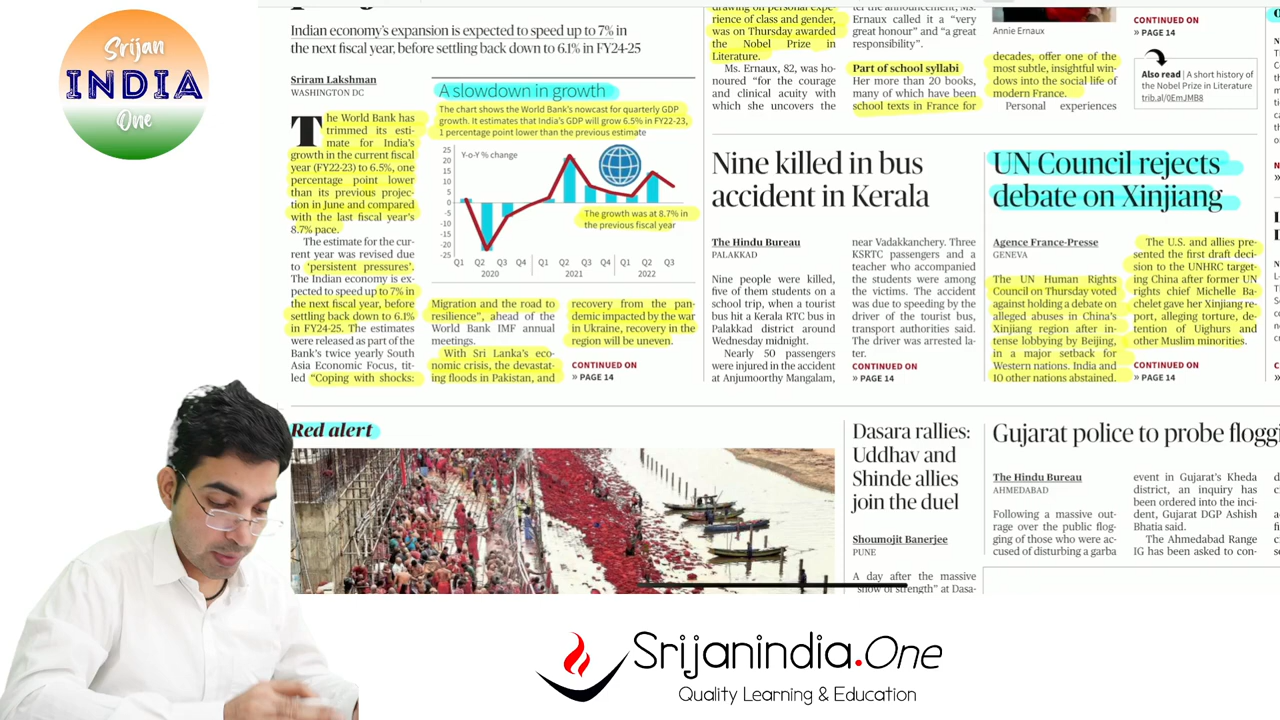 Srijan
INDIA
One
Indian economy's expansion is expected to speed up to 7% in
the next fiscal year, before settling back down to 6.1% in FY24-25
Sriram Lakshman
WASHINGTON DC
The World Bank has
trimmed its esti-
mate for India's
growth in the current fiscal
year (FY22-23) to 6.5%, one
percentage point lower
than its previous projec-
tion in June and compared
with the last fiscal year's
8.7% pace.
The estimate for the cur-
rent year was revised due
to 'persistent pressures'.
The Indian economy is ex-
pected to speed up to 7% in
the next fiscal year, before
settling back down to 6.1%
in FY24-25. The estimates
were released as part of the
Bank's twice yearly South
Asia Economic Focus, tit-
led "Coping with shocks:
A slowdown in growth
The chart shows the World Bank's nowcast for quarterly GDP
growth. It estimates that India's GDP will grow 6.5% in FY22-23,
1 percentage point lower than the previous estimate
Y-o-Y % change
25
20
15
10
5
0
-5
-10
-15
-20
-25
The growth was at 8.7% in
the previous fiscal year
Q1 Q2 Q3 Q4 Q1 Q2 Q3 Q4 Q1 Q2 Q3
2020 2021 2022
Migration and the road to
resilience", ahead of the
World Bank IMF annual
meetings.
With Sri Lanka's eco-
nomic crisis, the devastat-
ing floods in Pakistan, and
recovery from the pan-
demic impacted by the war
in Ukraine, recovery in the
region will be uneven.
CONTINUED ON
» PAGE 14
drawing on personal expe-
rience of class and gender,
was on Thursday awarded
the Nobel Prize in
Literature.
Ms. Ernaux, 82, was ho-
noured "for the courage
and clinical acuity with
which she uncovers the
ter the announcement, Ms.
Ernaux called it a "very
great honour" and "a great
responsibility".
Part of school syllabi
Her more than 20 books,
many of which have been
school texts in France for
Annie Ernaux
decades, offer one of the
most subtle, insightful win-
dows into the social life of
modern France.
Personal experiences
CONTINUED ON
» PAGE 14
Also read | A short history of
the Nobel Prize in Literature
trib.al/0EmJMB8
Nine killed in bus
accident in Kerala
The Hindu Bureau
PALAKKAD
Nine people were killed,
five of them students on a
school trip, when a tourist
bus hit a Kerala RTC bus in
Palakkad district around
Wednesday midnight.
Nearly 50 passengers
were injured in the accident
at Anjumoorthy Mangalam,
near Vadakkanchery. Three
KSRTC passengers and a
teacher who accompanied
the students were among
the victims. The accident
was due to speeding by the
driver of the tourist bus,
transport authorities said.
The driver was arrested la-
ter.
CONTINUED ON
» PAGE 14
UN Council rejects
debate on Xinjiang
Agence France-Presse
GENEVA
The UN Human Rights
Council on Thursday voted
against holding a debate on
alleged abuses in China's
Xinjiang region after in-
tense lobbying by Beijing,
in a major setback for
Western nations. India and
10 other nations abstained.
The U.S. and allies pre-
sented the first draft deci-
sion to the UNHRC target-
ing China after former UN
rights chief Michelle Ba-
chelet gave her Xinjiang re-
port, alleging torture, de-
tention of Uighurs and
other Muslim minorities.
CONTINUED ON
» PAGE 14
Red alert
Dasara rallies:
Uddhav and
Shinde allies
join the duel
Shoumojit Banerjee
PUNE
A day after the massive
"show of strength" at Dasa-
Gujarat police to probe floggi
The Hindu Bureau
AHMEDABAD
Following a massive out-
rage over the public flog-
ging of those who were ac-
cused of disturbing a garba
event in Gujarat's Kheda
district, an inquiry has
been ordered into the inci-
dent, Gujarat DGP Ashish
Bhatia said.
The Ahmedabad Range
IG has been asked to con-
Srijanindia.One
Quality Learning & Education